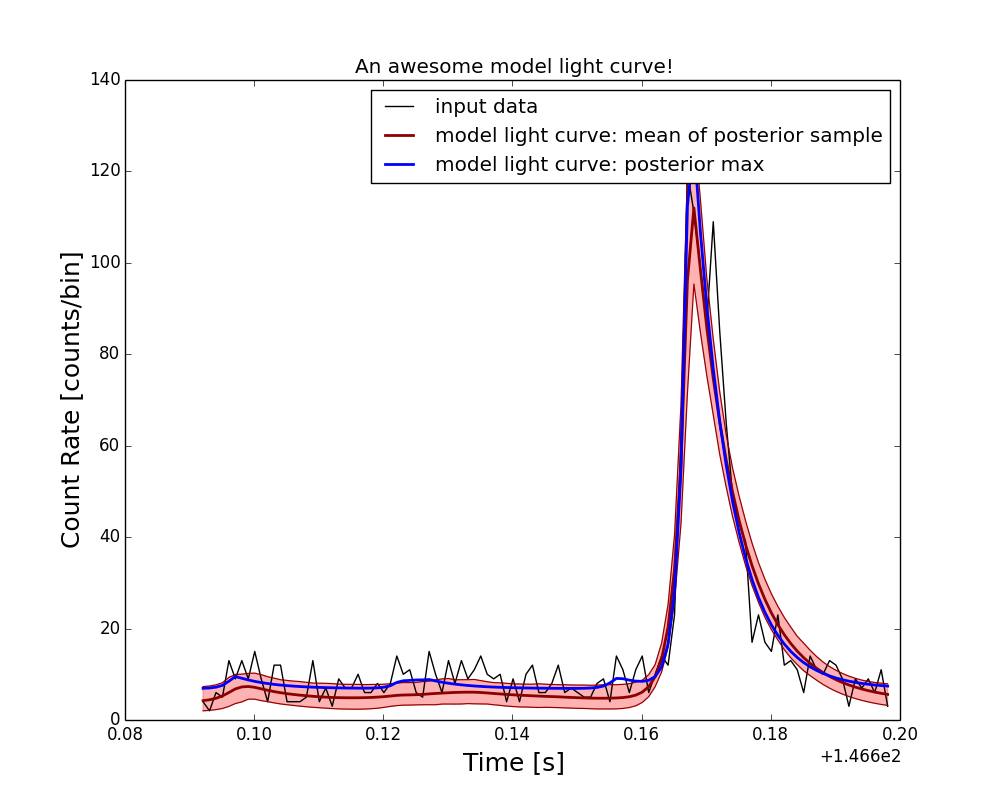 An awesome model light curve!
input data
model light curve: mean of posterior sample
model light curve: posterior max
Count Rate [counts/bin]
140
120
100
80
60
40
20
0
0.08 0.10 0.12 0.14 0.16 0.18 0.20
+1.466e2
Time [s]